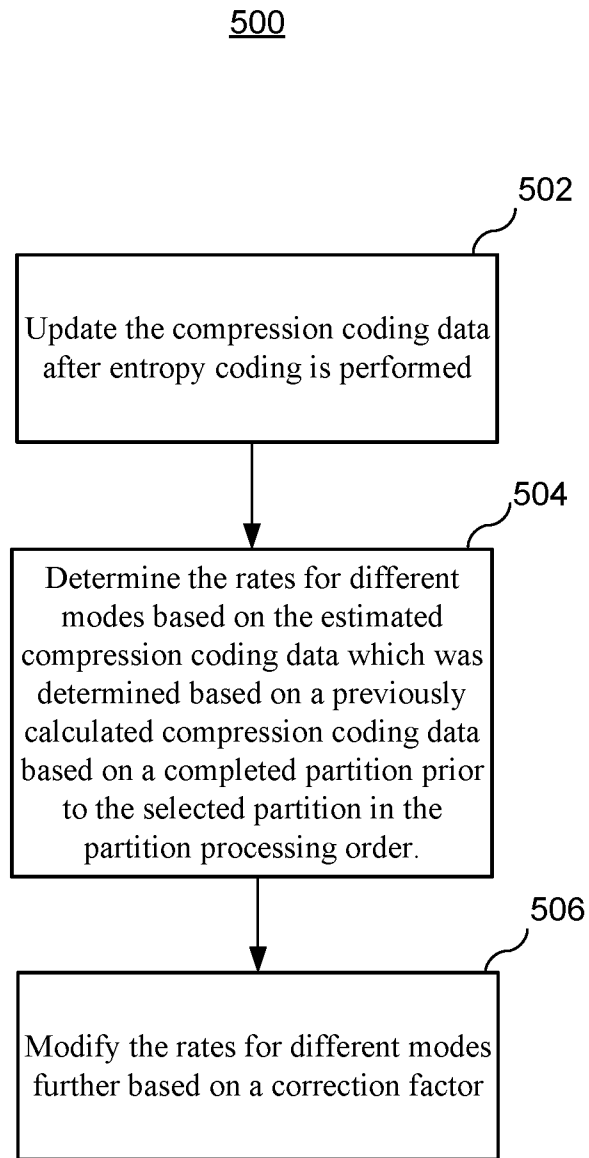 500
502
Update the compression coding data
after entropy coding is performed
504
Determine the rates for different
modes based on the estimated
compression coding data which was
determined based on a previously
calculated compression coding data
based on a completed partition prior
to the selected partition in the
partition processing order.
506
Modify the rates for different modes
further based on a correction factor